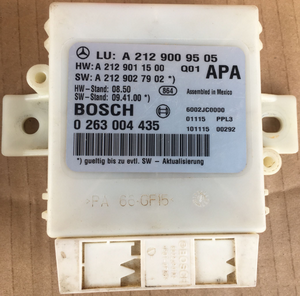 LU: A 212 900 95 05
HW: A 212 901 15 00 Q01 APA
SW: A 212 902 79 02 *)
HW-Stand: 08.50 864 Assembled in Mexico
SW-Stand: 09.41.00 *)
BOSCH 6002JC0000
01115 PPL3
0 263 004 435 101115 00292
*) gueltig bis zu evtl. SW - Aktualisierung